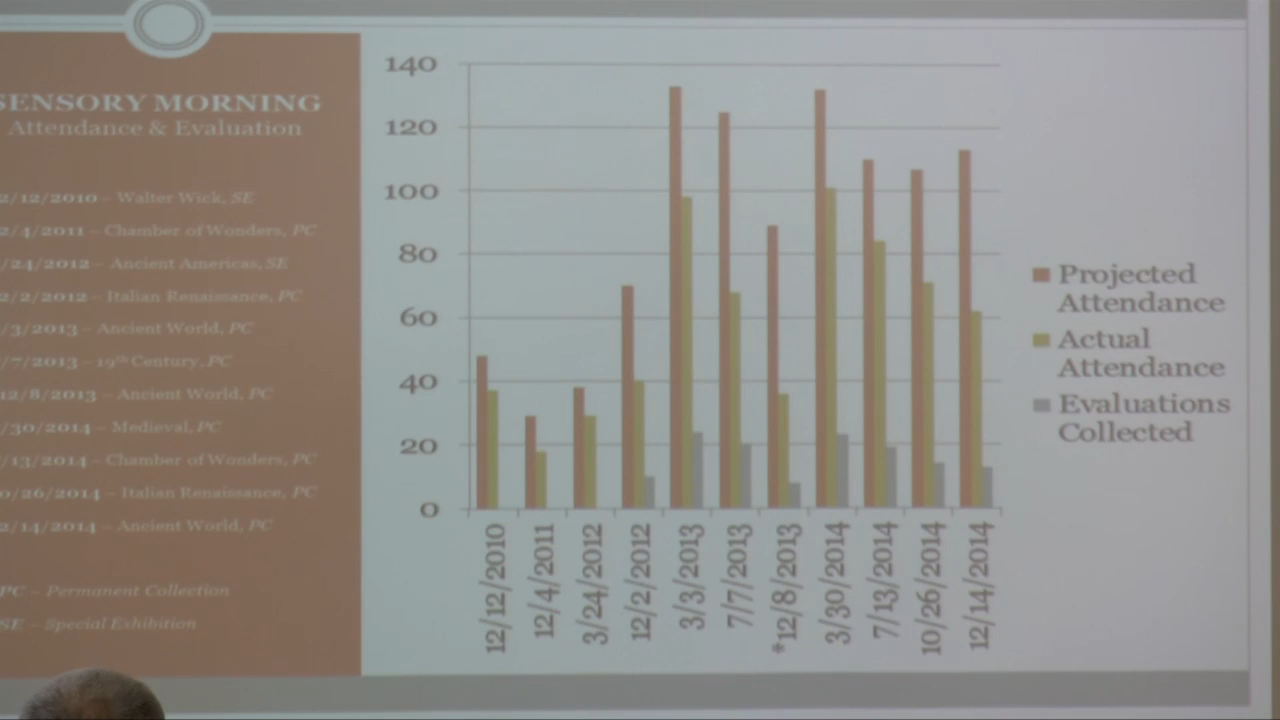 SENSORY MORNING
Attendance & Evaluation
2/12/2010 – Walter Wick, SE
2/4/2011 – Chamber of Wonders, PC
/24/2012 – Ancient Americas, SE
2/2/2012 – Italian Renaissance, PC
/3/2013 – Ancient World, PC
/7/2013 – 19th Century, PC
12/8/2013 – Ancient World, PC
/30/2014 – Medieval, PC
/13/2014 – Chamber of Wonders, PC
0/26/2014 – Italian Renaissance, PC
2/14/2014 – Ancient World, PC
PC – Permanent Collection
SE – Special Exhibition
140
120
100
80
60
40
20
0
12/12/2010
12/4/2011
3/24/2012
12/2/2012
3/3/2013
7/7/2013
*12/8/2013
3/30/2014
7/13/2014
10/26/2014
12/14/2014
Projected
Attendance
Actual
Attendance
Evaluations
Collected